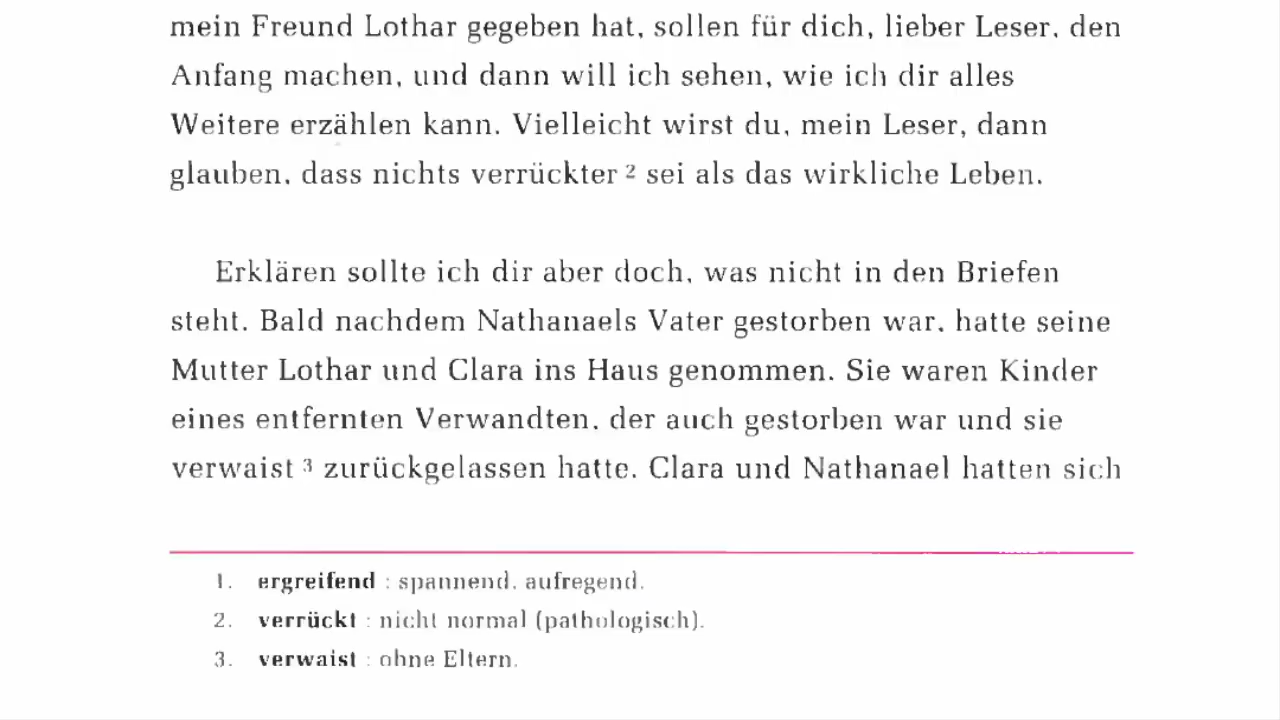 mein Freund Lothar gegeben hat, sollen für dich, lieber Leser, den
Anfang machen, und dann will ich sehen, wie ich dir alles
Weitere erzählen kann. Vielleicht wirst du, mein Leser, dann
glauben, dass nichts verrückter ² sei als das wirkliche Leben.
Erklären sollte ich dir aber doch, was nicht in den Briefen
steht. Bald nachdem Nathanaels Vater gestorben war, hatte seine
Mutter Lothar und Clara ins Haus genommen. Sie waren Kinder
eines entfernten Verwandten, der auch gestorben war und sie
verwaist ³ zurückgelassen hatte. Clara und Nathanael hatten sich
1. ergreifend : spannend, aufregend.
2. verrückt : nicht normal (pathologisch).
3. verwaist : ohne Eltern.